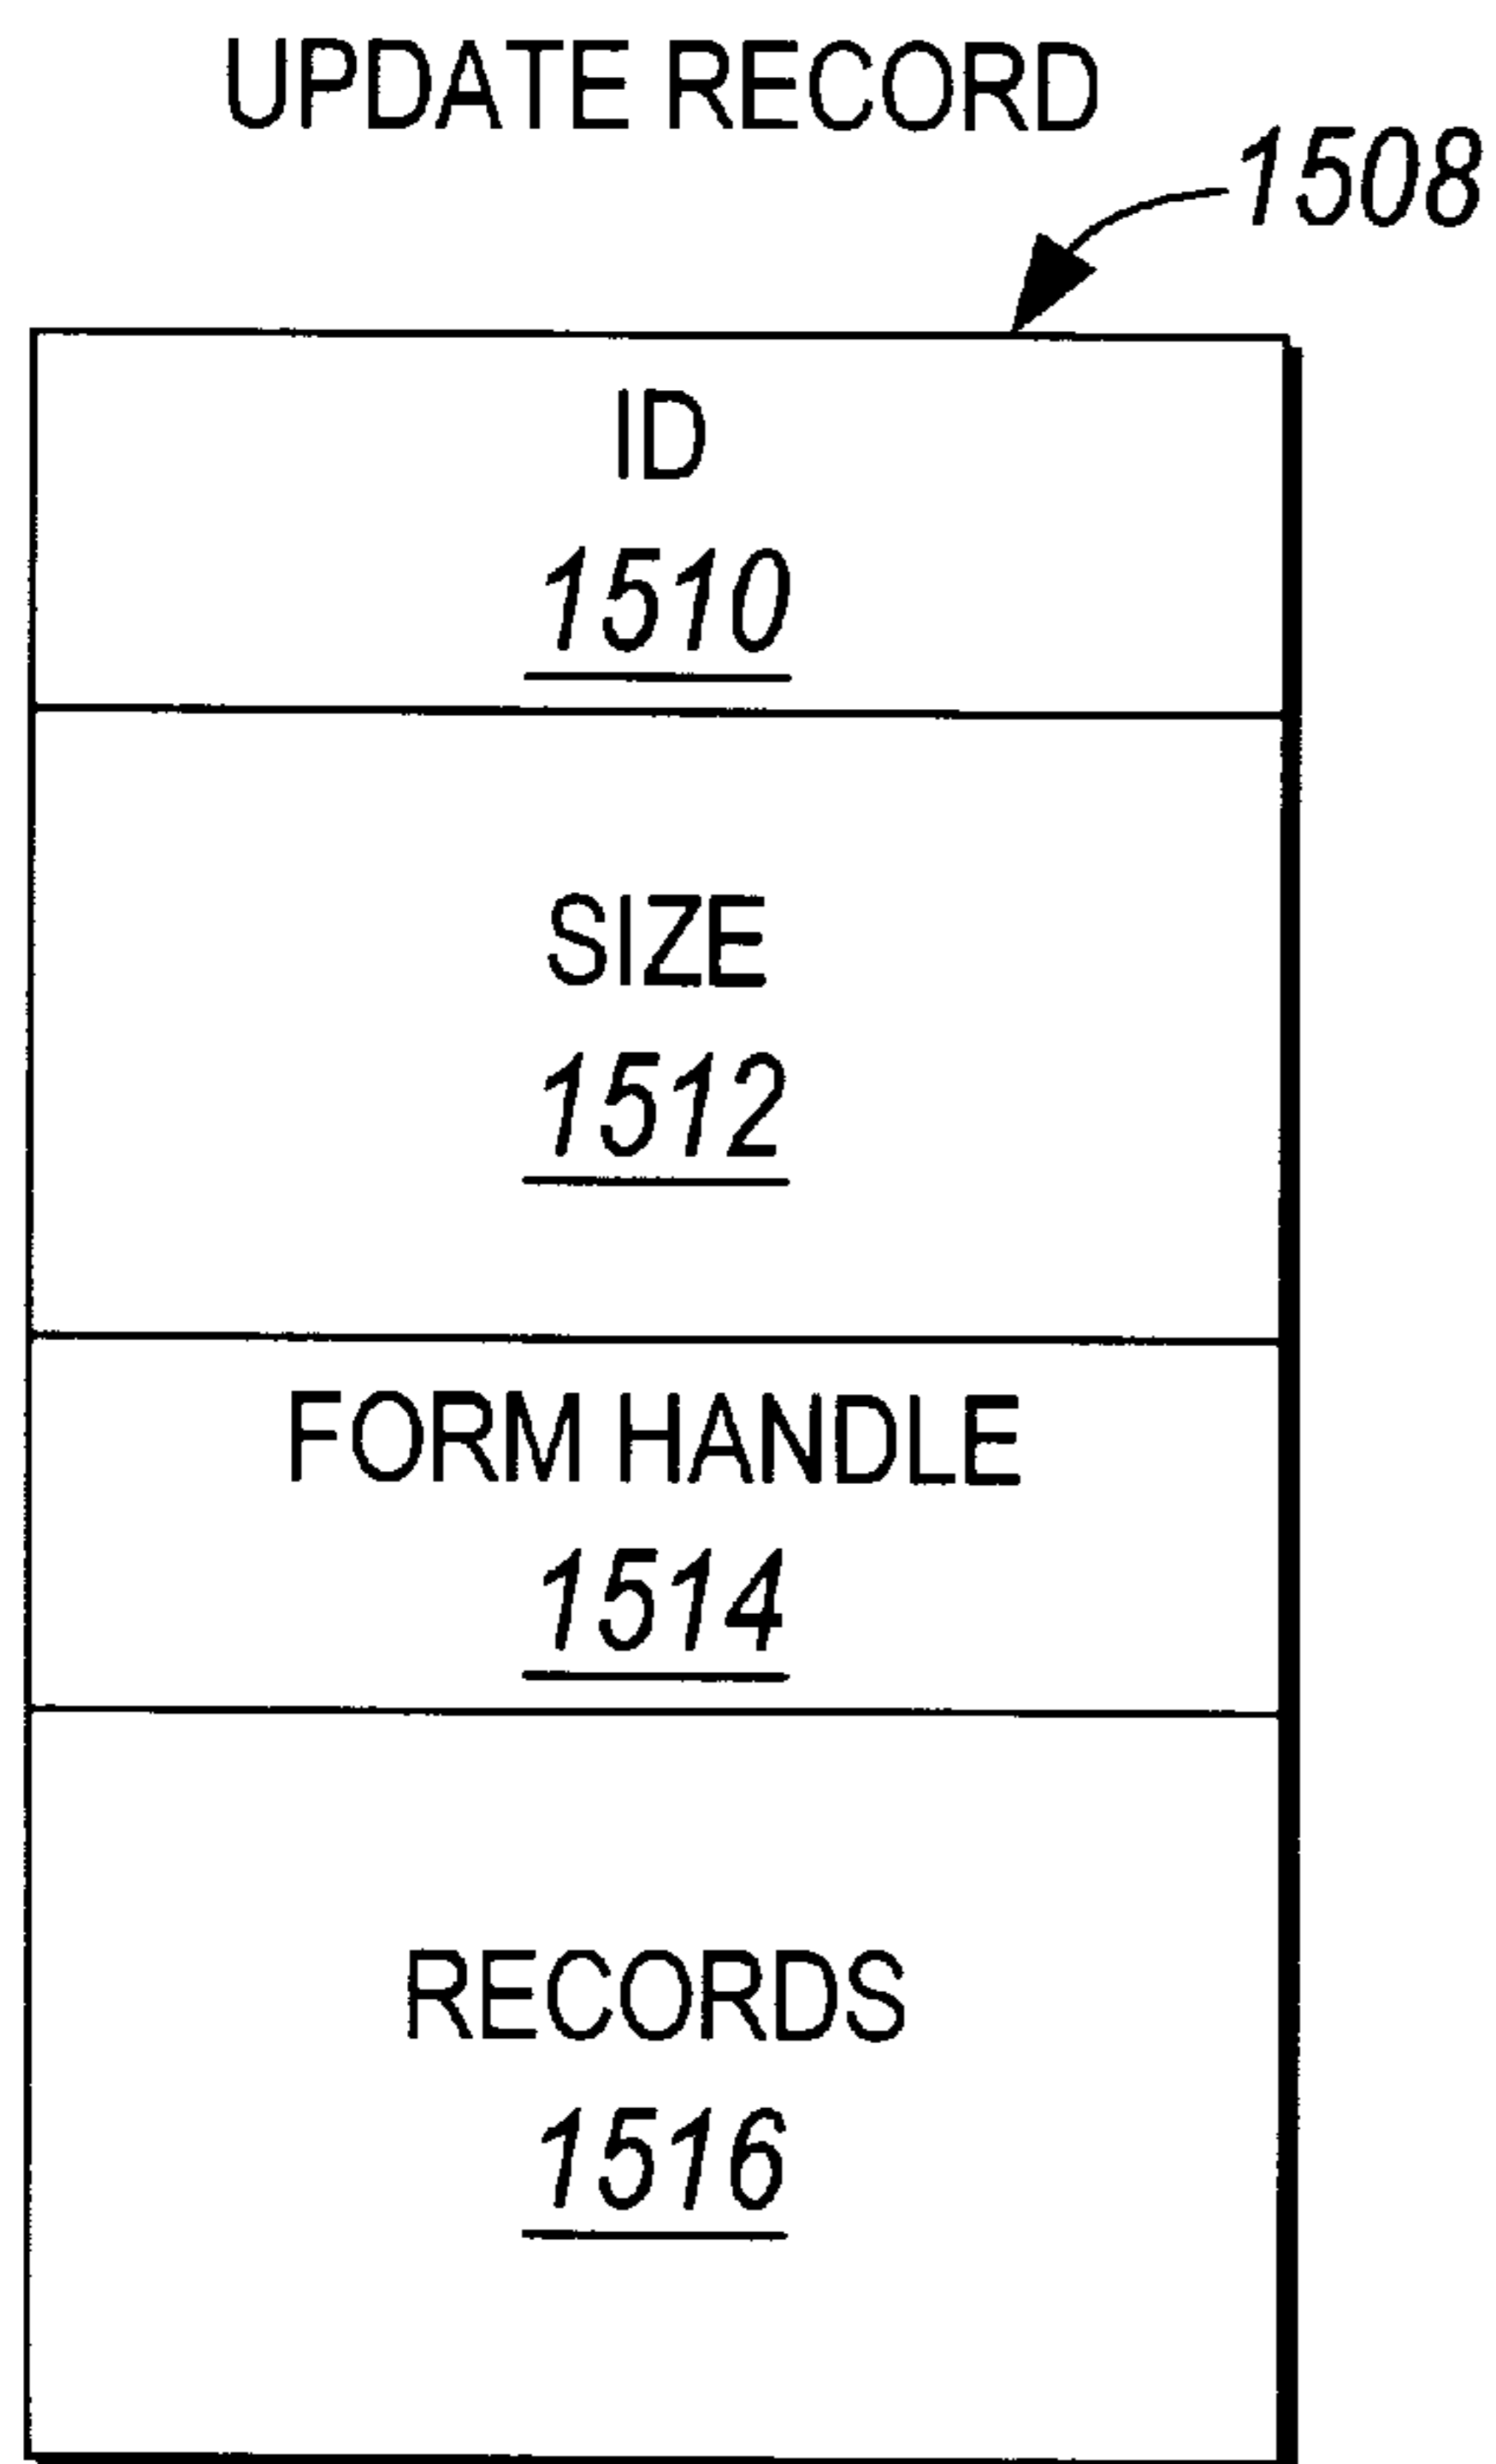 UPDATE RECORD
1508
ID
1510
SIZE
1512
FORM HANDLE
1514
RECORDS
1516